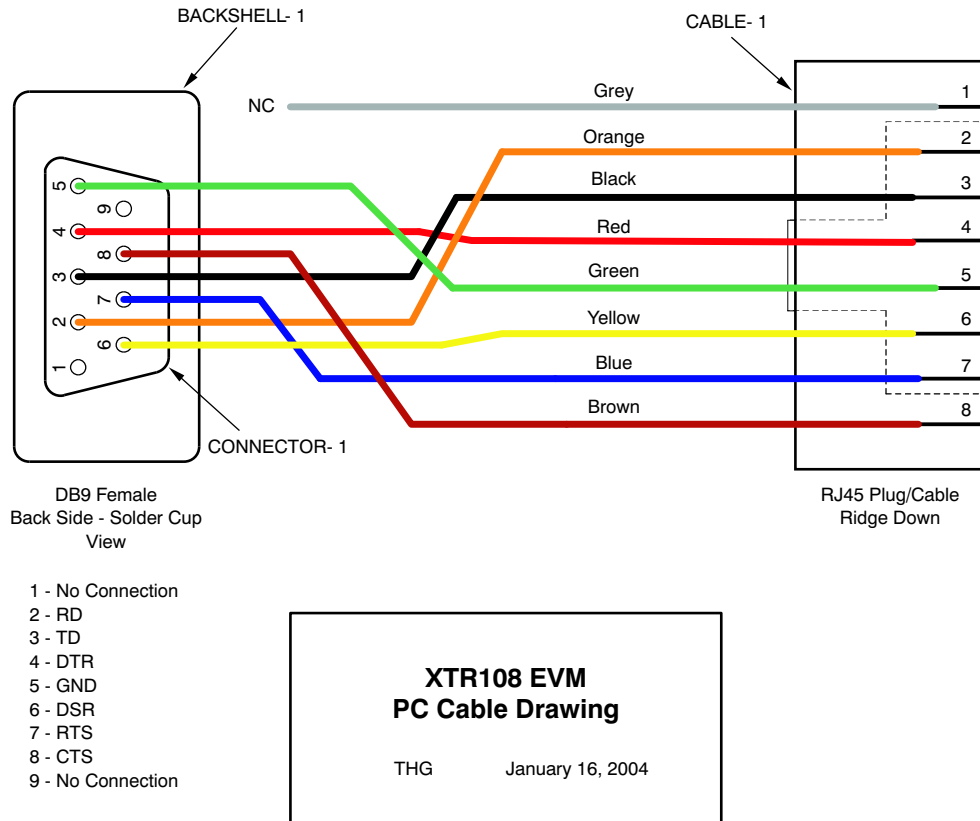 BACKSHELL- 1
CABLE- 1
NC
Grey
1
Orange
2
Black
3
Red
4
Green
5
Yellow
6
Blue
7
Brown
8
5
9
4
8
3
7
2
6
1
CONNECTOR- 1
DB9 Female
Back Side - Solder Cup
View
RJ45 Plug/Cable
Ridge Down
1 - No Connection
2 - RD
3 - TD
4 - DTR
5 - GND
6 - DSR
7 - RTS
8 - CTS
9 - No Connection
XTR108 EVM
PC Cable Drawing
THG January 16, 2004